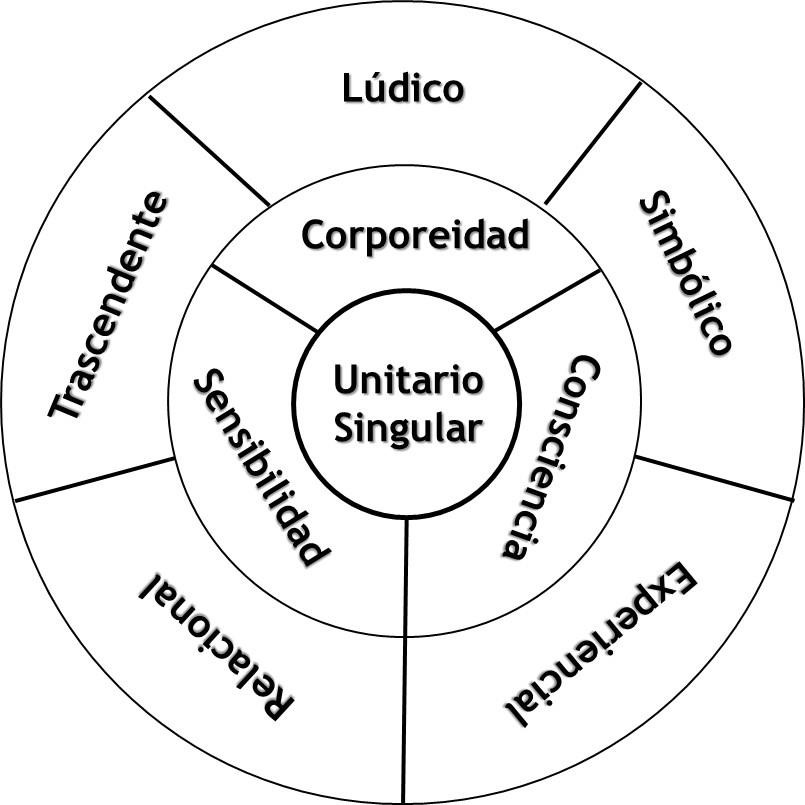 Lúdico
Simbólico
Experiencial
Relacional
Trascendente
Corporeidad
Consciencia
Sensibilidad
Unitario
Singular